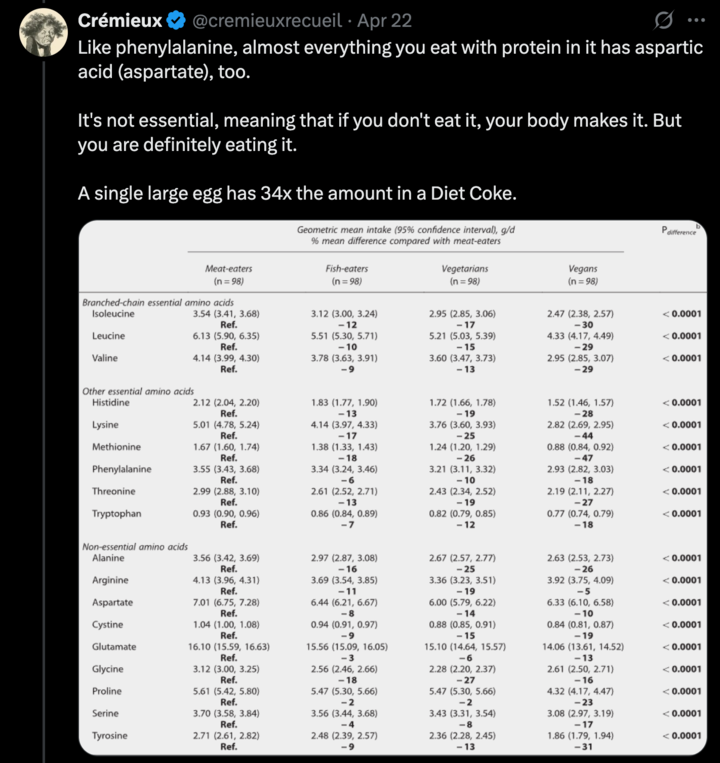 Crémieux @cremieuxrecueil · Apr 22
Like phenylalanine, almost everything you eat with protein in it has aspartic
acid (aspartate), too.
It's not essential, meaning that if you don't eat it, your body makes it. But
you are definitely eating it.
A single large egg has 34x the amount in a Diet Coke.
Geometric mean intake (95% confidence interval), g/d
% mean difference compared with meat-eaters
P difference b
Meat-eaters Fish-eaters Vegetarians Vegans
(n = 98) (n = 98) (n = 98) (n = 98)
Branched-chain essential amino acids
Isoleucine 3.54 (3.41, 3.68) 3.12 (3.00, 3.24) 2.95 (2.85, 3.06) 2.47 (2.38, 2.57) < 0.0001
Ref. − 12 − 17 − 30
Leucine 6.13 (5.90, 6.35) 5.51 (5.30, 5.71) 5.21 (5.03, 5.39) 4.33 (4.17, 4.49) < 0.0001
Ref. − 10 − 15 − 29
Valine 4.14 (3.99, 4.30) 3.78 (3.63, 3.91) 3.60 (3.47, 3.73) 2.95 (2.85, 3.07) < 0.0001
Ref. − 9 − 13 − 29
Other essential amino acids
Histidine 2.12 (2.04, 2.20) 1.83 (1.77, 1.90) 1.72 (1.66, 1.78) 1.52 (1.46, 1.57) < 0.0001
Ref. − 13 − 19 − 28
Lysine 5.01 (4.78, 5.24) 4.14 (3.97, 4.33) 3.76 (3.60, 3.93) 2.82 (2.69, 2.95) < 0.0001
Ref. − 17 − 25 − 44
Methionine 1.67 (1.60, 1.74) 1.38 (1.33, 1.43) 1.24 (1.20, 1.29) 0.88 (0.84, 0.92) < 0.0001
Ref. − 18 − 26 − 47
Phenylalanine 3.55 (3.43, 3.68) 3.34 (3.24, 3.46) 3.21 (3.11, 3.32) 2.93 (2.82, 3.03) < 0.0001
Ref. − 6 − 10 − 18
Threonine 2.99 (2.88, 3.10) 2.61 (2.52, 2.71) 2.43 (2.34, 2.52) 2.19 (2.11, 2.27) < 0.0001
Ref. − 13 − 19 − 27
Tryptophan 0.93 (0.90, 0.96) 0.86 (0.84, 0.89) 0.82 (0.79, 0.85) 0.77 (0.74, 0.79) < 0.0001
Ref. − 7 − 12 − 18
Non-essential amino acids
Alanine 3.56 (3.42, 3.69) 2.97 (2.87, 3.08) 2.67 (2.57, 2.77) 2.63 (2.53, 2.73) < 0.0001
Ref. − 16 − 25 − 26
Arginine 4.13 (3.96, 4.31) 3.69 (3.54, 3.85) 3.36 (3.23, 3.51) 3.92 (3.75, 4.09) < 0.0001
Ref. − 11 − 19 − 5
Aspartate 7.01 (6.75, 7.28) 6.44 (6.21, 6.67) 6.00 (5.79, 6.22) 6.33 (6.10, 6.58) < 0.0001
Ref. − 8 − 14 − 10
Cystine 1.04 (1.00, 1.08) 0.94 (0.91, 0.97) 0.88 (0.85, 0.91) 0.84 (0.81, 0.87) < 0.0001
Ref. − 9 − 15 − 19
Glutamate 16.10 (15.59, 16.63) 15.56 (15.09, 16.05) 15.10 (14.64, 15.57) 14.06 (13.61, 14.52) < 0.0001
Ref. − 3 − 6 − 13
Glycine 3.12 (3.00, 3.25) 2.56 (2.46, 2.66) 2.28 (2.20, 2.37) 2.61 (2.50, 2.71) < 0.0001
Ref. − 18 − 27 − 16
Proline 5.61 (5.42, 5.80) 5.47 (5.30, 5.66) 5.47 (5.30, 5.66) 4.32 (4.17, 4.47) < 0.0001
Ref. − 2 − 2 − 23
Serine 3.70 (3.58, 3.84) 3.56 (3.44, 3.68) 3.43 (3.31, 3.54) 3.08 (2.97, 3.19) < 0.0001
Ref. − 4 − 8 − 17
Tyrosine 2.71 (2.61, 2.82) 2.48 (2.39, 2.57) 2.36 (2.28, 2.45) 1.86 (1.79, 1.94) < 0.0001
Ref. − 9 − 13 − 31